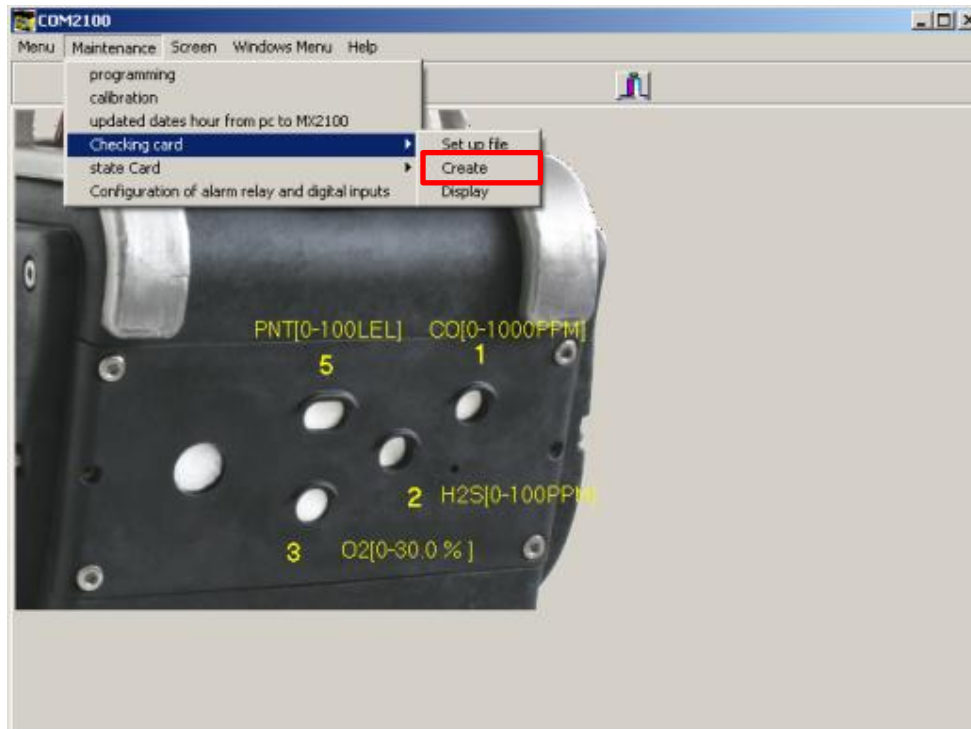 COM2100
Menu Maintenance Screen Windows Menu Help
programming
calibration
updated dates hour from pc to MX2100
Checking card
Set up file
state Card
Create
Configuration of alarm relay and digital inputs
Display
PNT[0-100LEL] CO[0-1000PPM]
5 1
2 H2S[0-100PPM]
3 O2[0-30.0 % ]